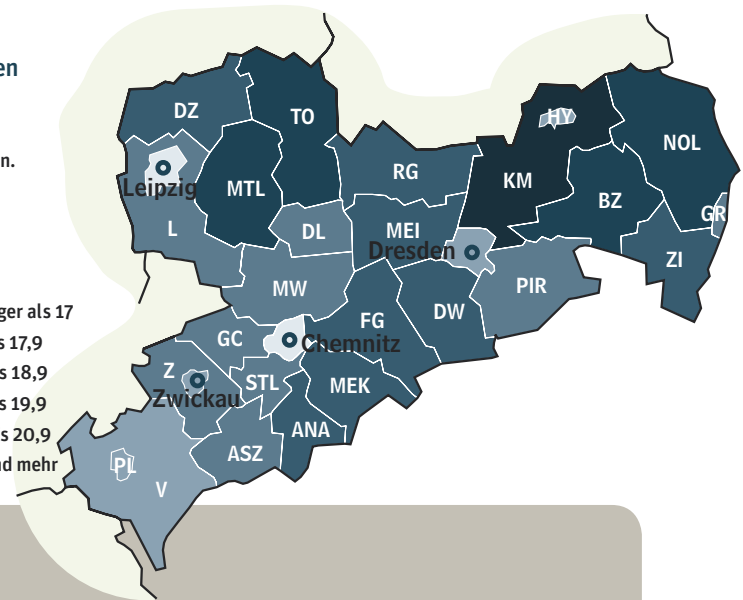 en
n.
ger als 17
s 17,9
s 18,9
s 19,9
s 20,9
nd mehr
DZ
TO
HY
NOL
Leipzig
MTL
RG
KM
BZ
GR
L
DL
MEI
Dresden
ZI
MW
PIR
FG
DW
GC
Chemnitz
Z
STL
MEK
Zwickau
ANA
ASZ
PL
V